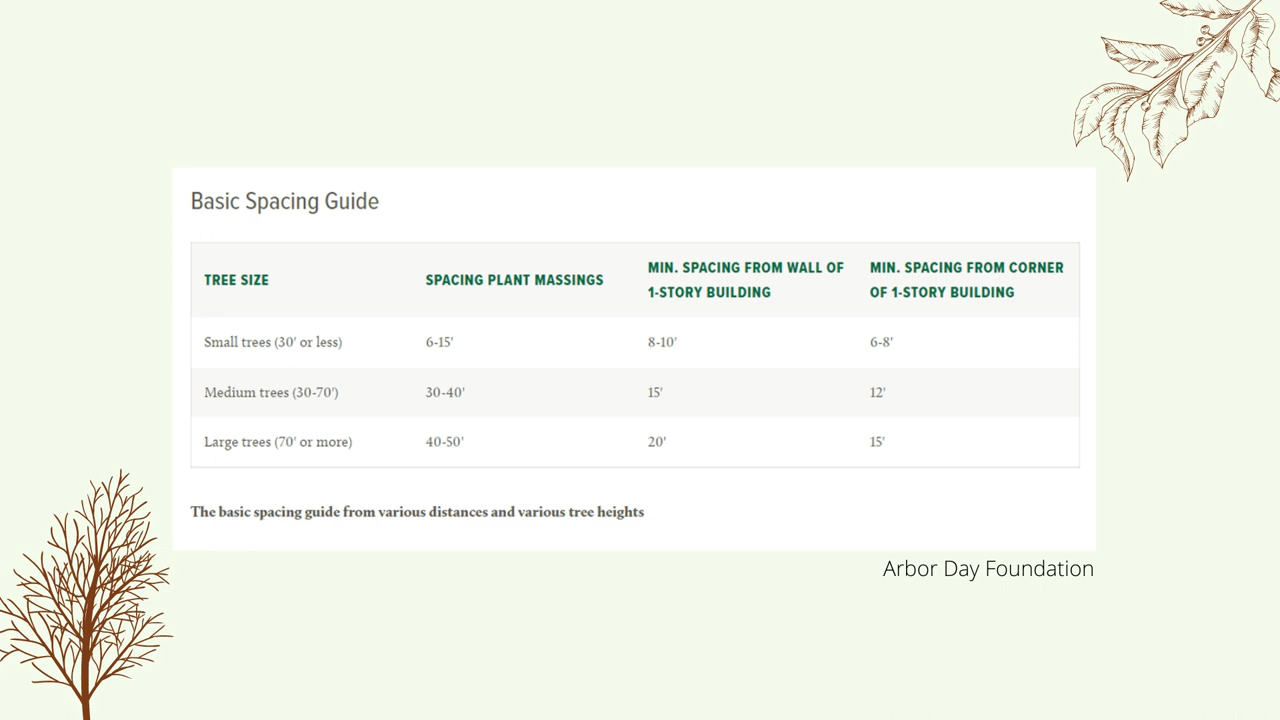 Basic Spacing Guide
TREE SIZE SPACING PLANT MASSINGS MIN. SPACING FROM WALL OF 1-STORY BUILDING MIN. SPACING FROM CORNER OF 1-STORY BUILDING
Small trees (30' or less) 6-15' 8-10' 6-8'
Medium trees (30-70') 30-40' 15' 12'
Large trees (70' or more) 40-50' 20' 15'
The basic spacing guide from various distances and various tree heights
Arbor Day Foundation